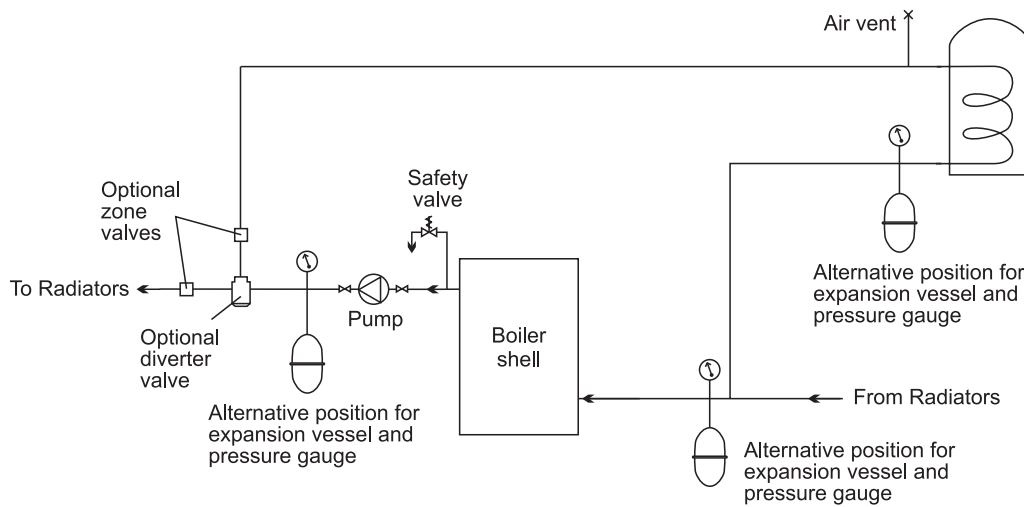 Air vent
Optional
zone
valves
Safety
valve
To Radiators
Pump
Optional
diverter
valve
Boiler
shell
Alternative position for
expansion vessel and
pressure gauge
Alternative position for
expansion vessel and
pressure gauge
From Radiators
Alternative position for
expansion vessel and
pressure gauge